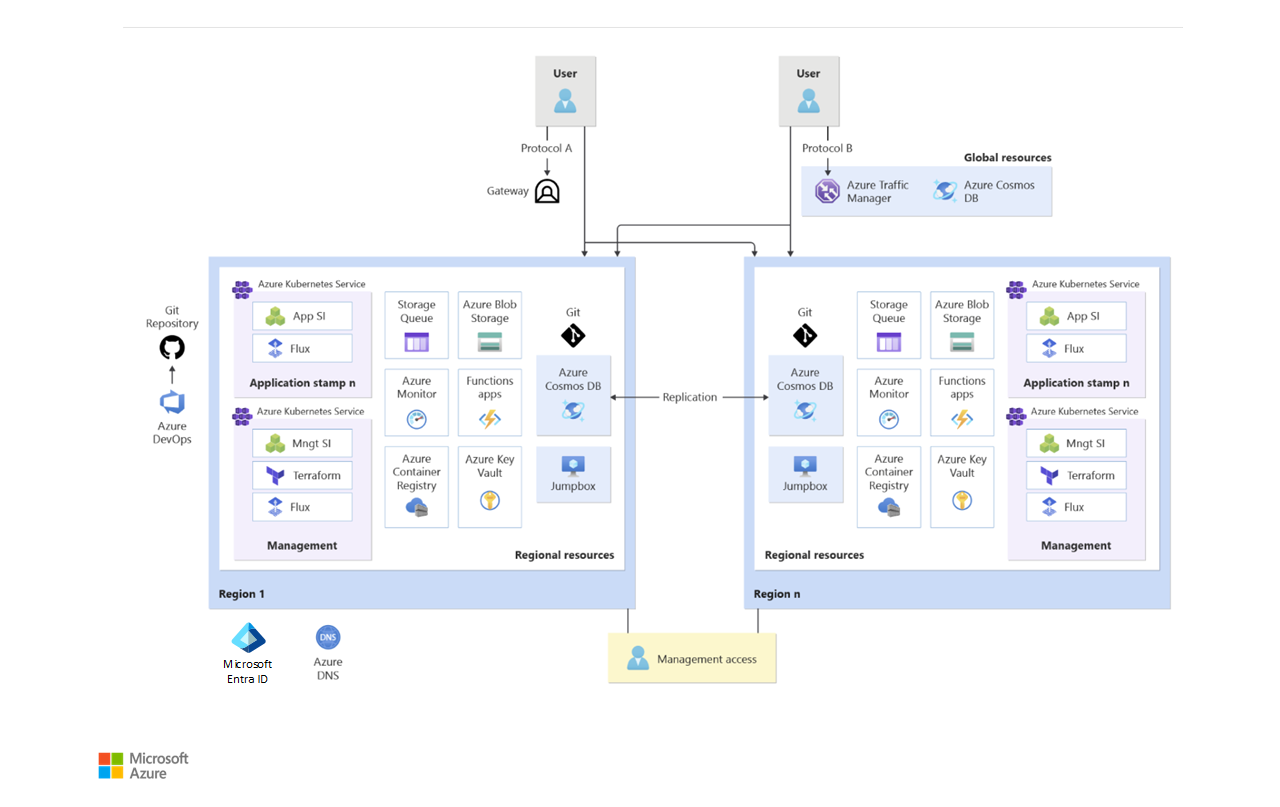 User
User
Protocol A
Protocol B
Global resources
Gateway
Azure Traffic
Manager
Azure Cosmos
DB
Git
Repository
Azure
DevOps
Azure Kubernetes Service
App SI
Flux
Application stamp n
Azure Kubernetes Service
Mngt SI
Terraform
Flux
Management
Storage
Queue
Azure Blob
Storage
Azure
Monitor
Functions
apps
Azure
Container
Registry
Azure Key
Vault
Git
Azure
Cosmos DB
Jumpbox
Regional resources
Region 1
Replication
Git
Azure
Cosmos DB
Jumpbox
Storage
Queue
Azure Blob
Storage
Azure
Monitor
Functions
apps
Azure
Container
Registry
Azure Key
Vault
Azure Kubernetes Service
App SI
Flux
Application stamp n
Azure Kubernetes Service
Mngt SI
Terraform
Flux
Management
Regional resources
Region n
Microsoft
Entra ID
DNS
Azure
DNS
Management access
Microsoft
Azure